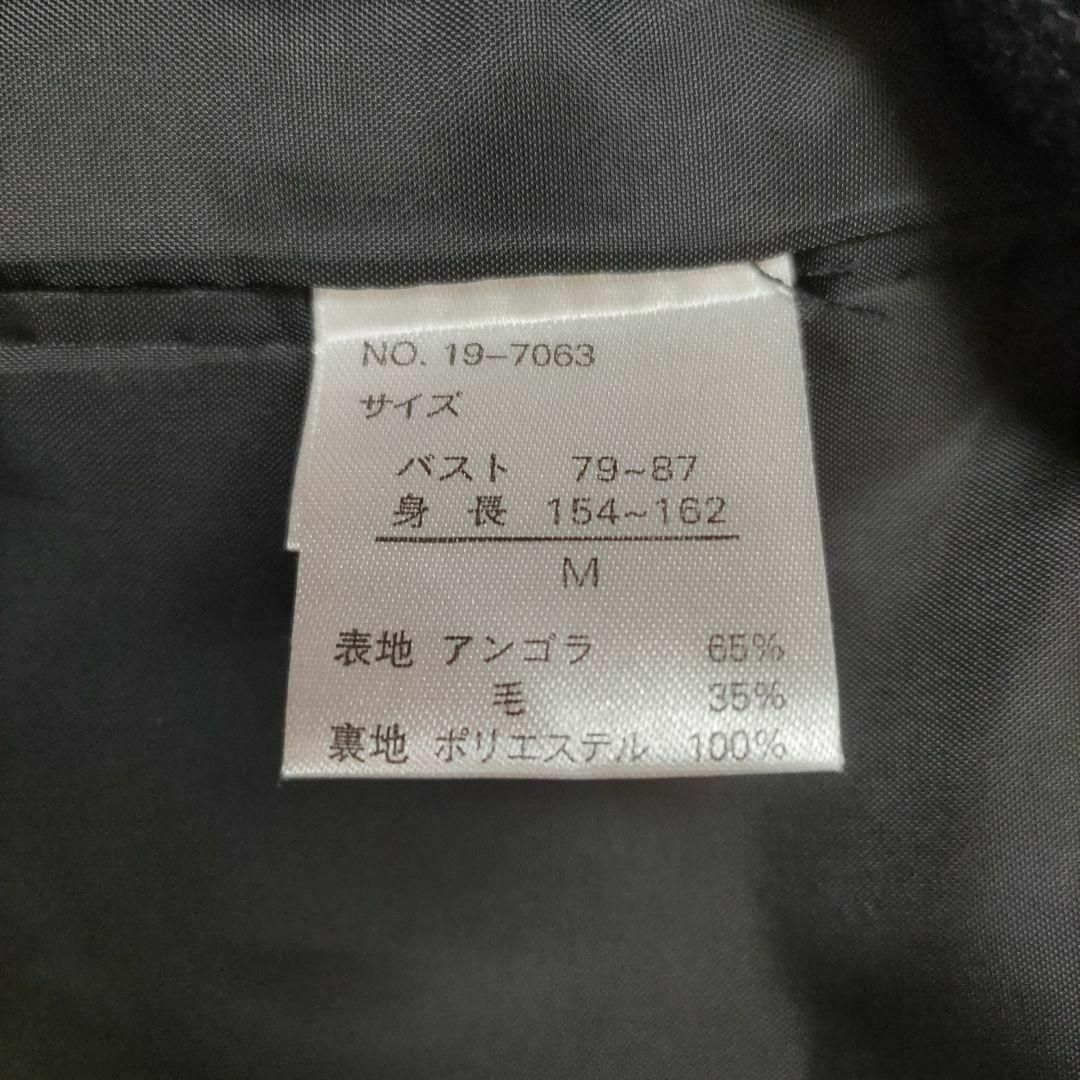 NO. 19-7063
サイズ
バスト 79~87
身長 154~162
M
表地 アンゴラ 65%
毛 35%
裏地 ポリエステル 100%